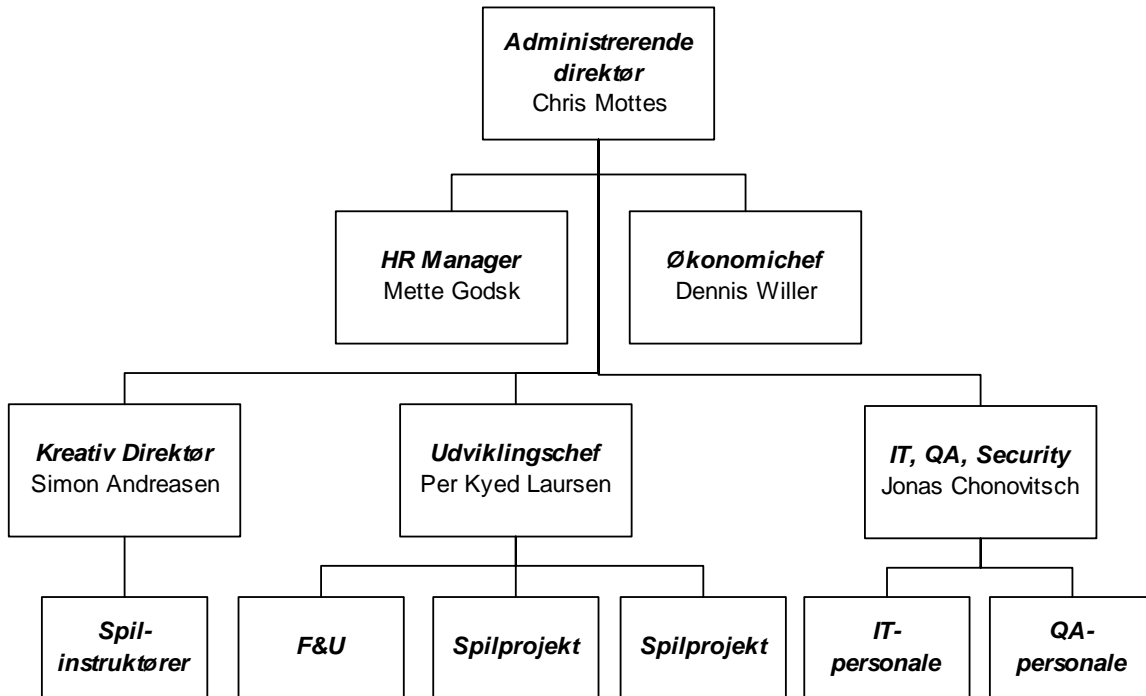 Administrerende
direktør
Chris Mottes
HR Manager
Mette Godsk
Økonomichef
Dennis Willer
Kreativ Direktør
Simon Andreasen
Udviklingschef
Per Kyed Laursen
IT, QA, Security
Jonas Chonovitsch
Spil-
instruktører
F&U
Spilprojekt
Spilprojekt
IT-
personale
QA-
personale